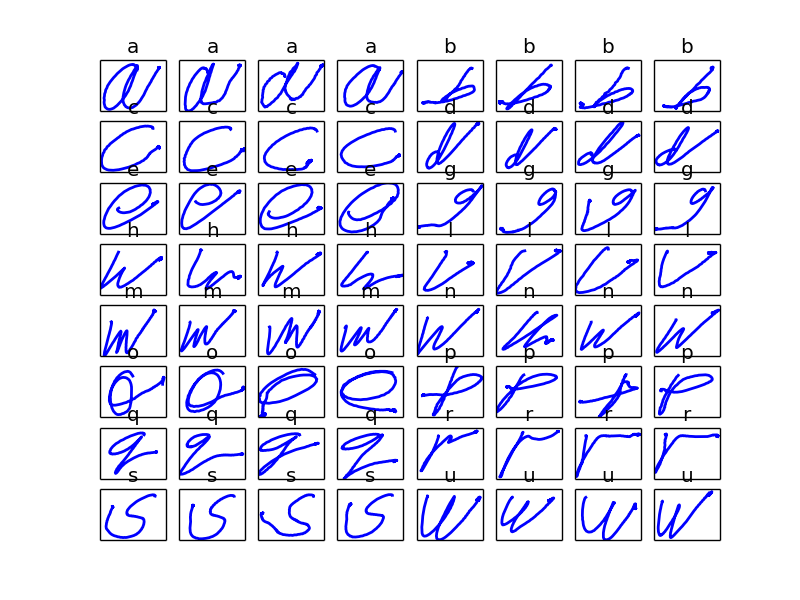 a a a a b b b b
c c c c d d d d
e e e e g g g g
h h h h l l l l
m m m m n n n n
o o o o p p p p
q q q q r r r r
s s s s u u u u